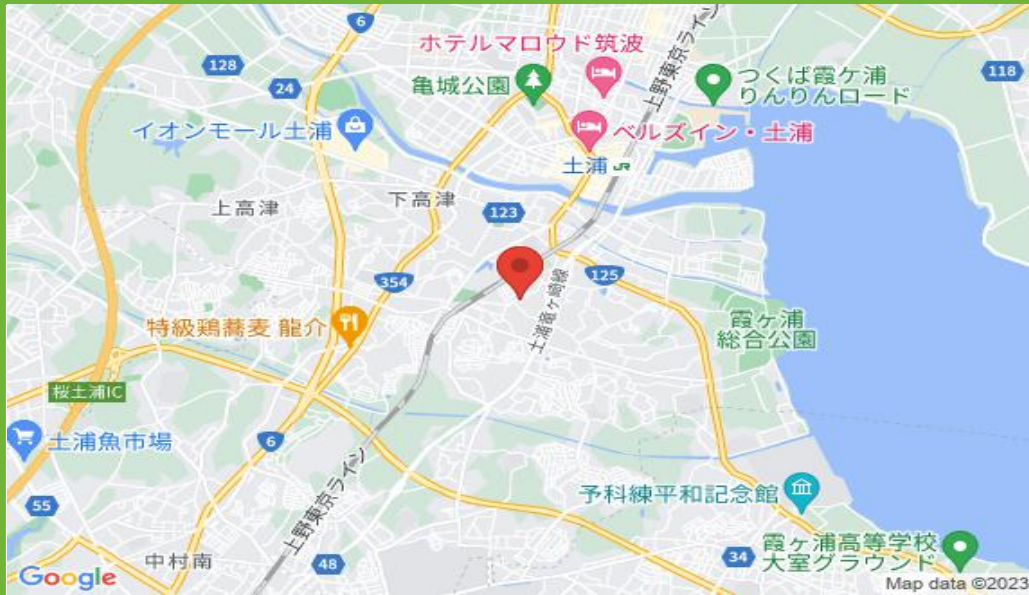 6
ホテルマロウド筑波
上野東京ライン
128
24
亀城公園
つくば霞ケ浦
りんりんロード
118
イオンモール土浦
ベルズイン・土浦
土浦 JR
上高津
下高津
123
354
125
土浦竜ヶ崎線
特級鶏蕎麦 龍介
霞ヶ浦
総合公園
桜土浦IC
土浦魚市場
6
上野東京ライン
55
予科練平和記念館
中村南
48
34
霞ヶ浦高等学校
大室グラウンド
Google
Map data ©2023